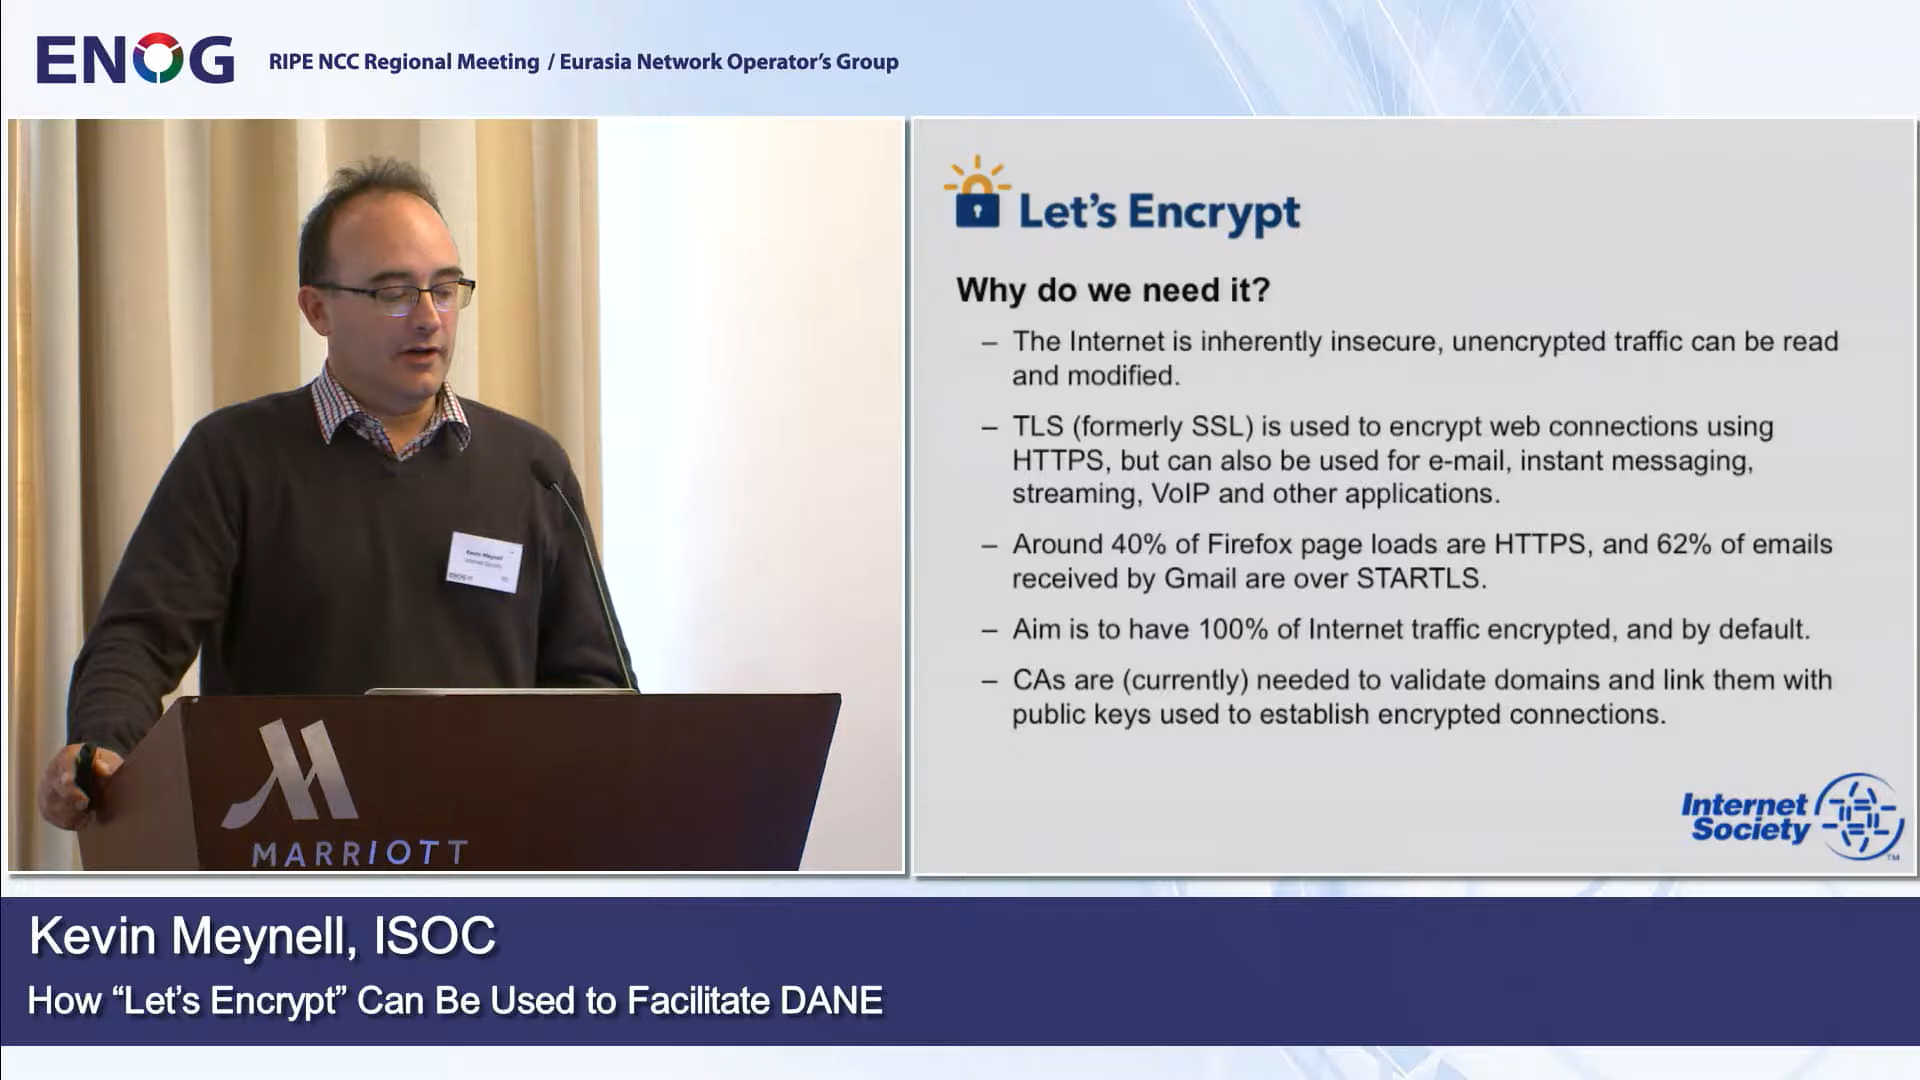 ENOG
RIPE NCC Regional Meeting / Eurasia Network Operator's Group
Kevin Meynell
Internet Society
ENOG
MARRIOTT
Let's Encrypt
Why do we need it?
– The Internet is inherently insecure, unencrypted traffic can be read
and modified.
– TLS (formerly SSL) is used to encrypt web connections using
HTTPS, but can also be used for e-mail, instant messaging,
streaming, VoIP and other applications.
– Around 40% of Firefox page loads are HTTPS, and 62% of emails
received by Gmail are over STARTLS.
– Aim is to have 100% of Internet traffic encrypted, and by default.
– CAs are (currently) needed to validate domains and link them with
public keys used to establish encrypted connections.
Internet
Society
TM
Kevin Meynell, ISOC
How “Let’s Encrypt” Can Be Used to Facilitate DANE